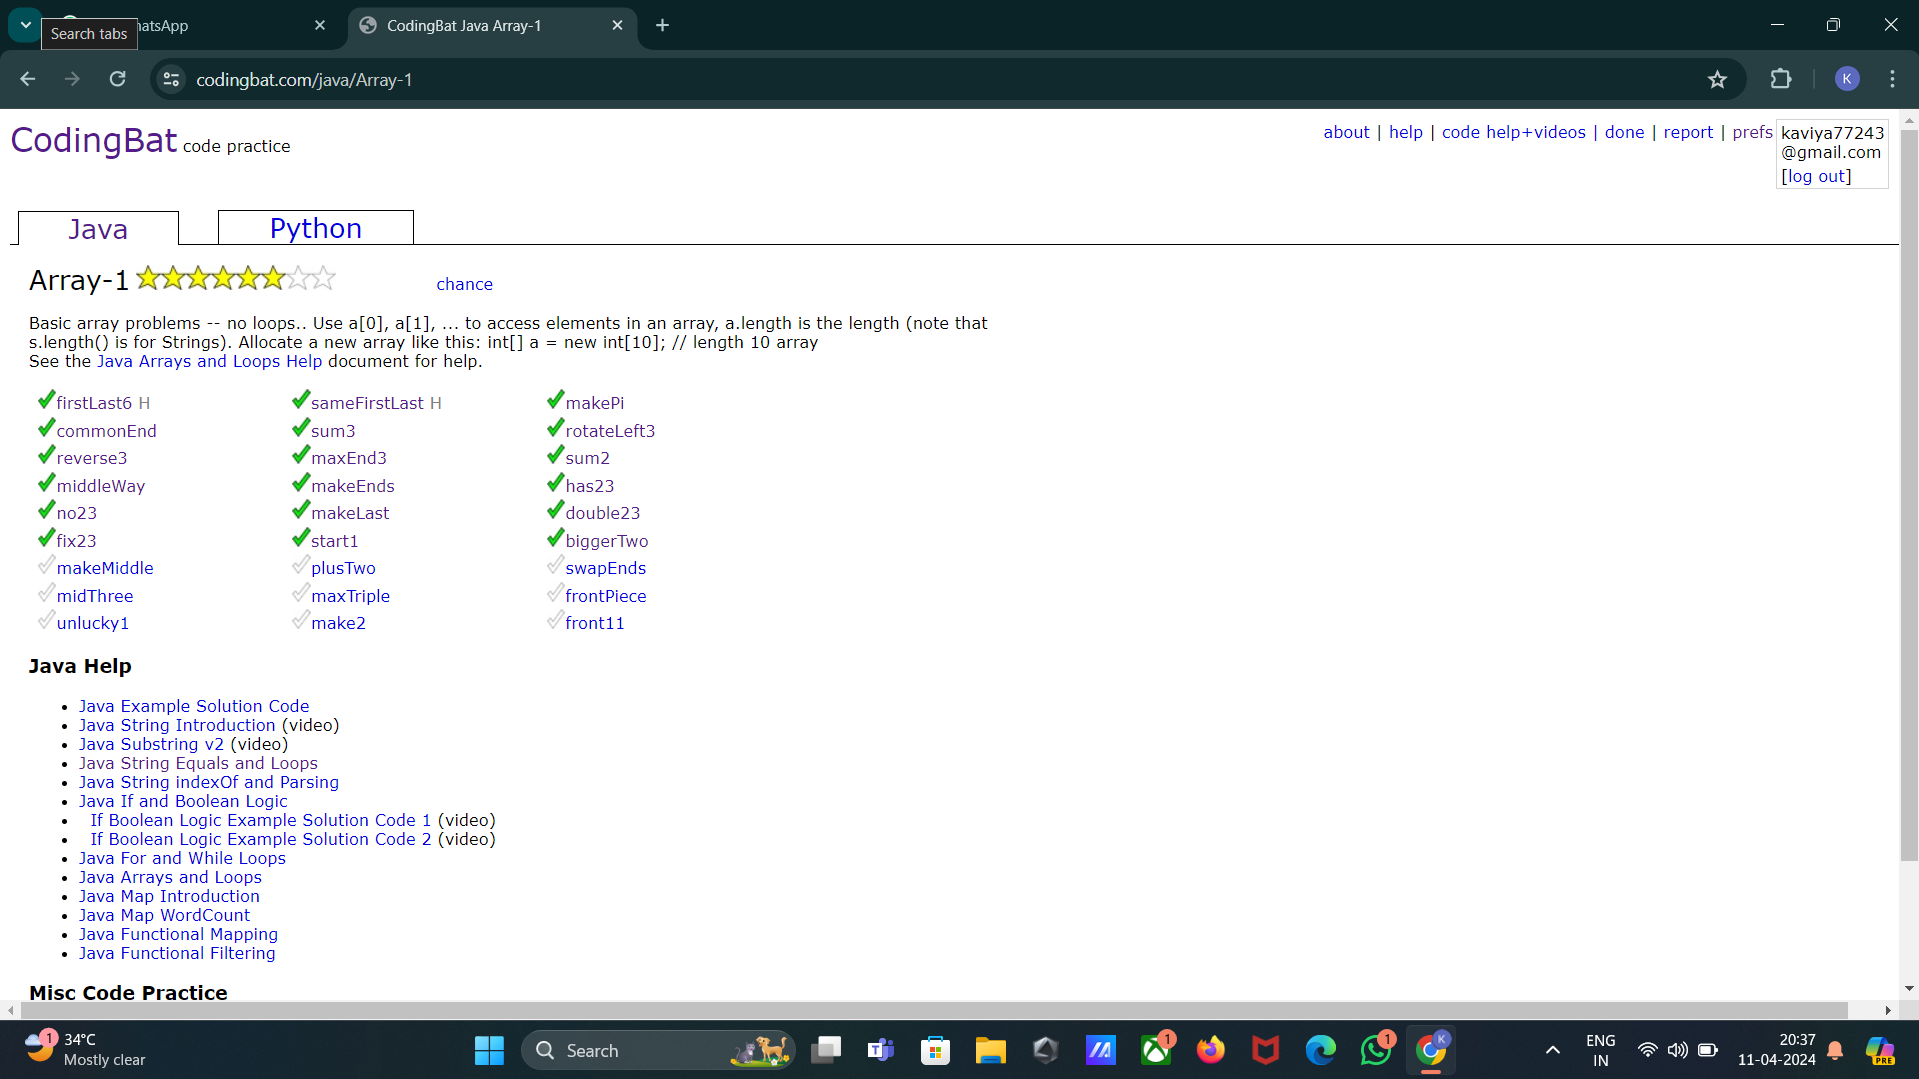 atsApp
CodingBat Java Array-1
Search tabs
codingbat.com/java/Array-1
K
CodingBat code practice
about | help | code help+videos | done | report | prefs
kaviya77243
@gmail.com
[log out]
Java
Python
Array-1
chance
Basic array problems -- no loops.. Use a[0], a[1], ... to access elements in an array, a.length is the length (note that
s.length() is for Strings). Allocate a new array like this: int[] a = new int[10]; // length 10 array
See the Java Arrays and Loops Help document for help.
firstLast6 H sameFirstLast H makePi
commonEnd sum3 rotateLeft3
reverse3 maxEnd3 sum2
middleWay makeEnds has23
no23 makeLast double23
fix23 start1 biggerTwo
makeMiddle plusTwo swapEnds
midThree maxTriple frontPiece
unlucky1 make2 front11
Java Help
• Java Example Solution Code
• Java String Introduction (video)
• Java Substring v2 (video)
• Java String Equals and Loops
• Java String indexOf and Parsing
• Java If and Boolean Logic
• If Boolean Logic Example Solution Code 1 (video)
• If Boolean Logic Example Solution Code 2 (video)
• Java For and While Loops
• Java Arrays and Loops
• Java Map Introduction
• Java Map WordCount
• Java Functional Mapping
• Java Functional Filtering
Misc Code Practice
1
34°C
Mostly clear
Search
1
1
K
ENG
IN
20:37
11-04-2024
PRE